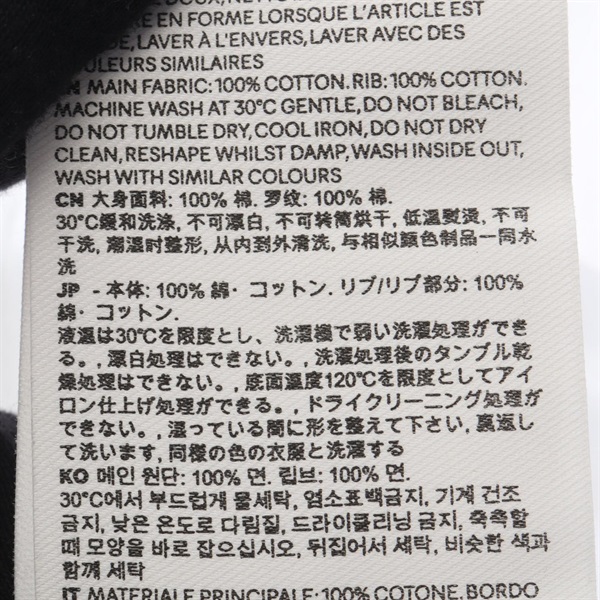 DOUX, NETTO
RE EN FORME LORSQUE L'ARTICLE EST
DE, LAVER À L'ENVERS, LAVER AVEC DES
ULEURS SIMILAIRES
EN MAIN FABRIC: 100% COTTON. RIB: 100% COTTON.
MACHINE WASH AT 30°C GENTLE, DO NOT BLEACH,
DO NOT TUMBLE DRY, COOL IRON, DO NOT DRY
CLEAN, RESHAPE WHILST DAMP, WASH INSIDE OUT,
WASH WITH SIMILAR COLOURS
CN 大身面料: 100% 棉. 罗纹: 100% 棉.
30℃缓和洗涤, 不可漂白, 不可转筒烘干, 低温熨烫, 不可
干洗, 潮湿时整形, 从内到外清洗, 与相似颜色制品一同水
洗
JP - 本体: 100% 綿・コットン. リブ/リブ部分: 100%
綿・コットン.
液温は30℃を限度とし、洗濯機で弱い洗濯処理ができ
る。, 漂白処理はできない。, 洗濯処理後のタンブル乾
燥処理はできない。, 底面温度120℃を限度としてアイ
ロン仕上げ処理ができる。, ドライクリーニング処理が
できない。, 湿っている間に形を整えて下さい, 裏返し
て洗います, 同様の色の衣服と洗濯する
KO 메인 원단: 100% 면. 립브: 100% 면.
30°C에서 부드럽게 물세탁, 염소표백금지, 기계 건조
금지, 낮은 온도로 다림질, 드라이클리닝 금지, 축축할
때 모양을 바로 잡으십시오, 뒤집어서 세탁, 비슷한 색과
함께 세탁
IT MATERIALE PRINCIPALE: 100% COTONE. BORDO